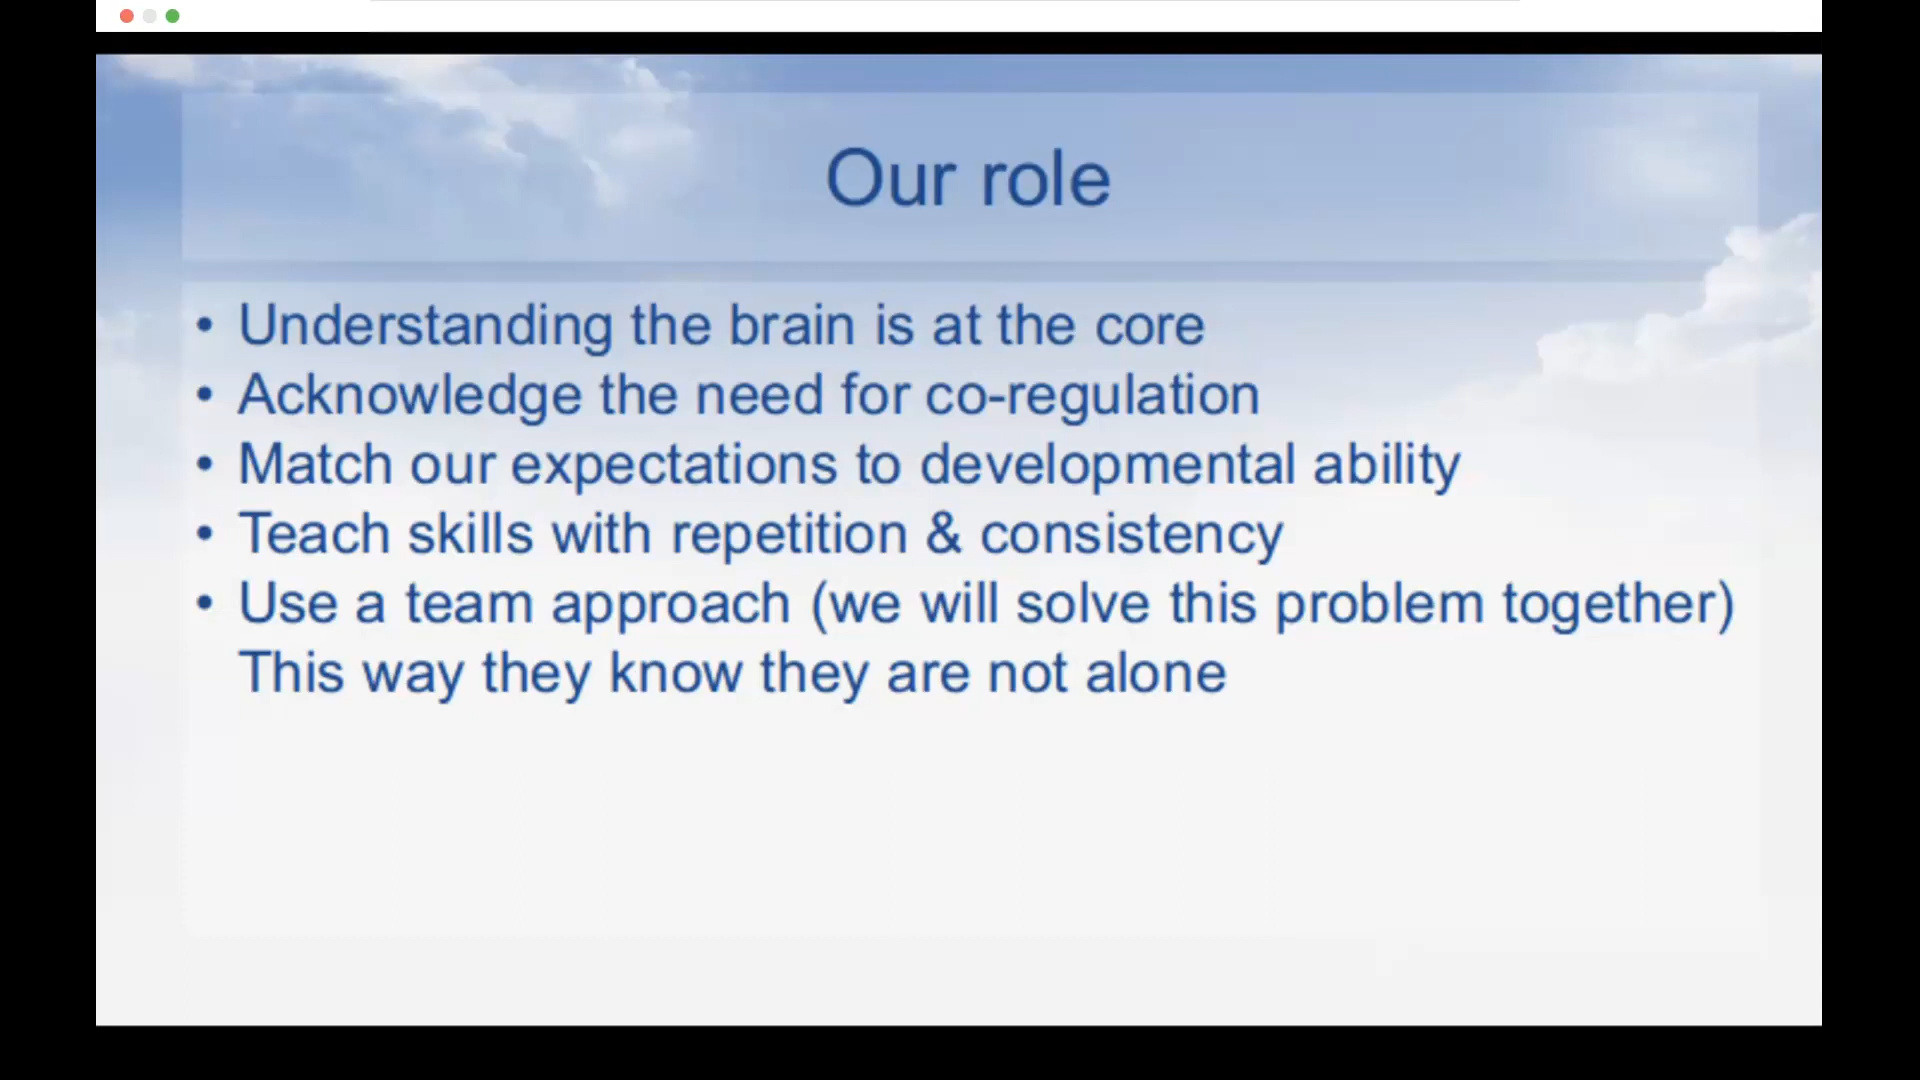 Our role
• Understanding the brain is at the core
• Acknowledge the need for co-regulation
• Match our expectations to developmental ability
• Teach skills with repetition & consistency
• Use a team approach (we will solve this problem together)
This way they know they are not alone